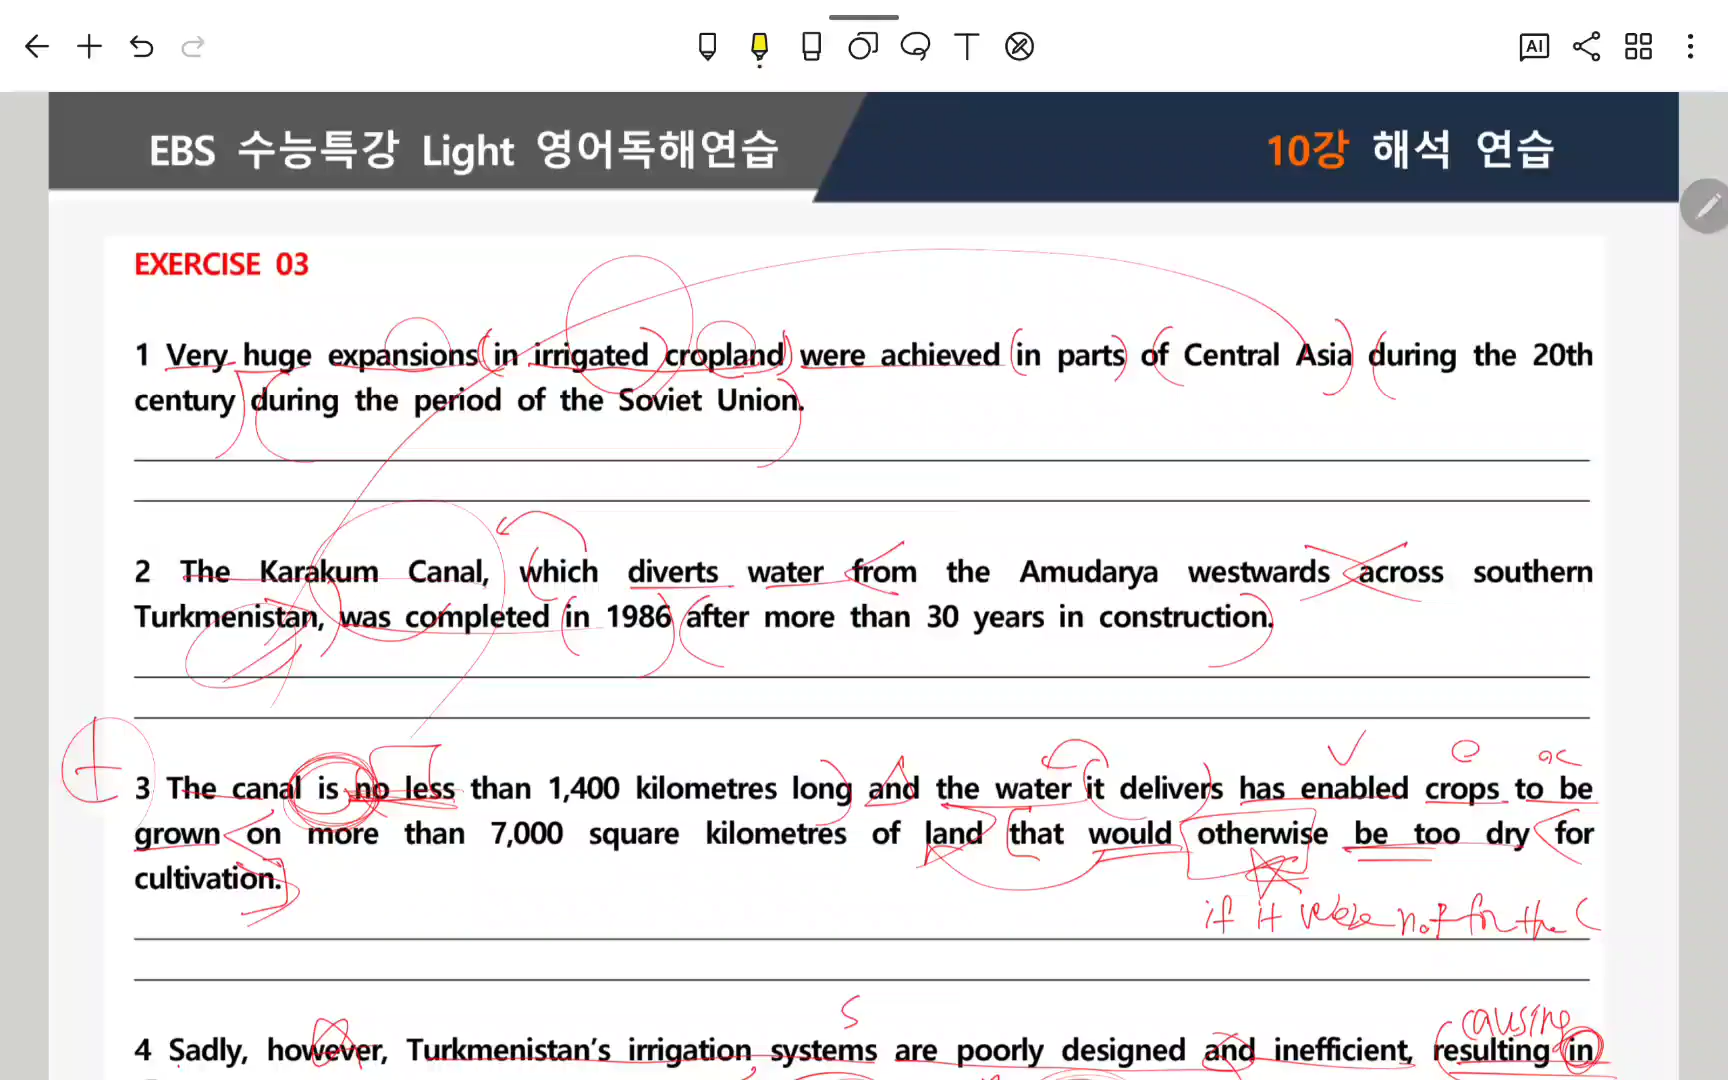 AI
EBS 수능특강 Light 영어독해연습
10강 해석 연습
EXERCISE 03
1 Very huge expansions in irrigated cropland were achieved in parts of Central Asia during the 20th
century during the period of the Soviet Union.
2 The Karakum Canal, which diverts water from the Amudarya westwards across southern
Turkmenistan, was completed in 1986 after more than 30 years in construction.
V
3 The canal is no less than 1,400 kilometres long and the water it delivers has enabled crops to be
grown on more than 7,000 square kilometres of land that would otherwise be too dry for
cultivation.
if it were not for the
S
causing
4 Sadly, however, Turkmenistan's irrigation systems are poorly designed and inefficient, resulting in